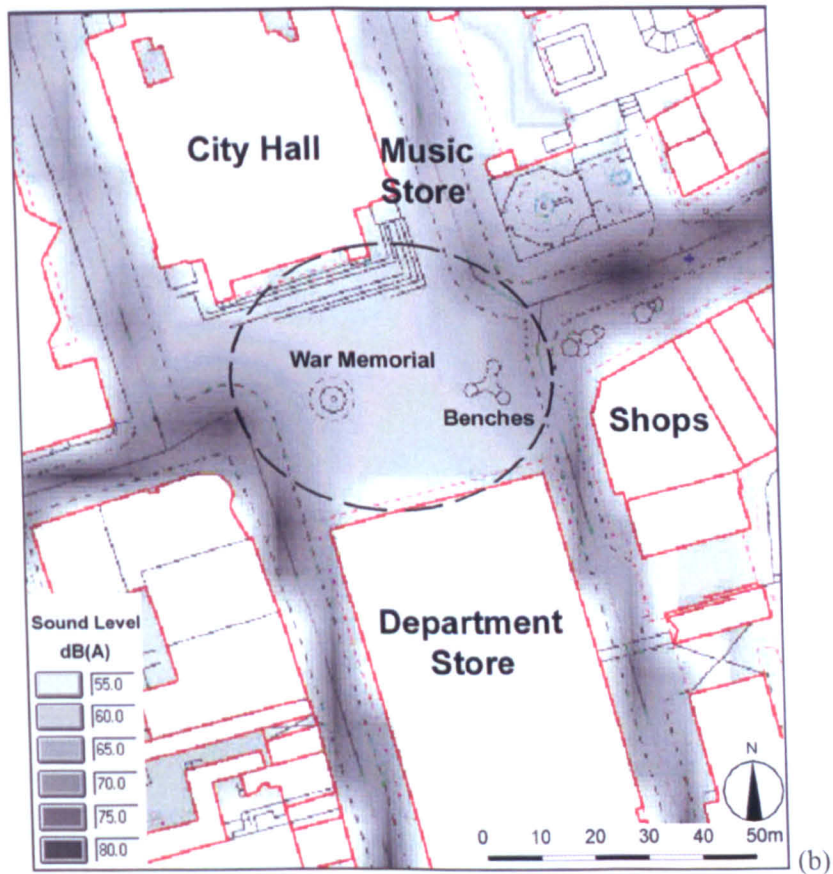 City Hall
Music
Store
War Memorial
Benches
Shops
Department
Store
Sound Level
dB(A)
55.0
60.0
65.0
70.0
75.0
80.0
N
0 10 20 30 40 50m
(b)